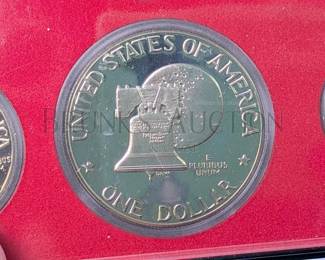 UNITED STATES OF AMERICA
E
PLURIBUS
UNUM
ONE DOLLAR